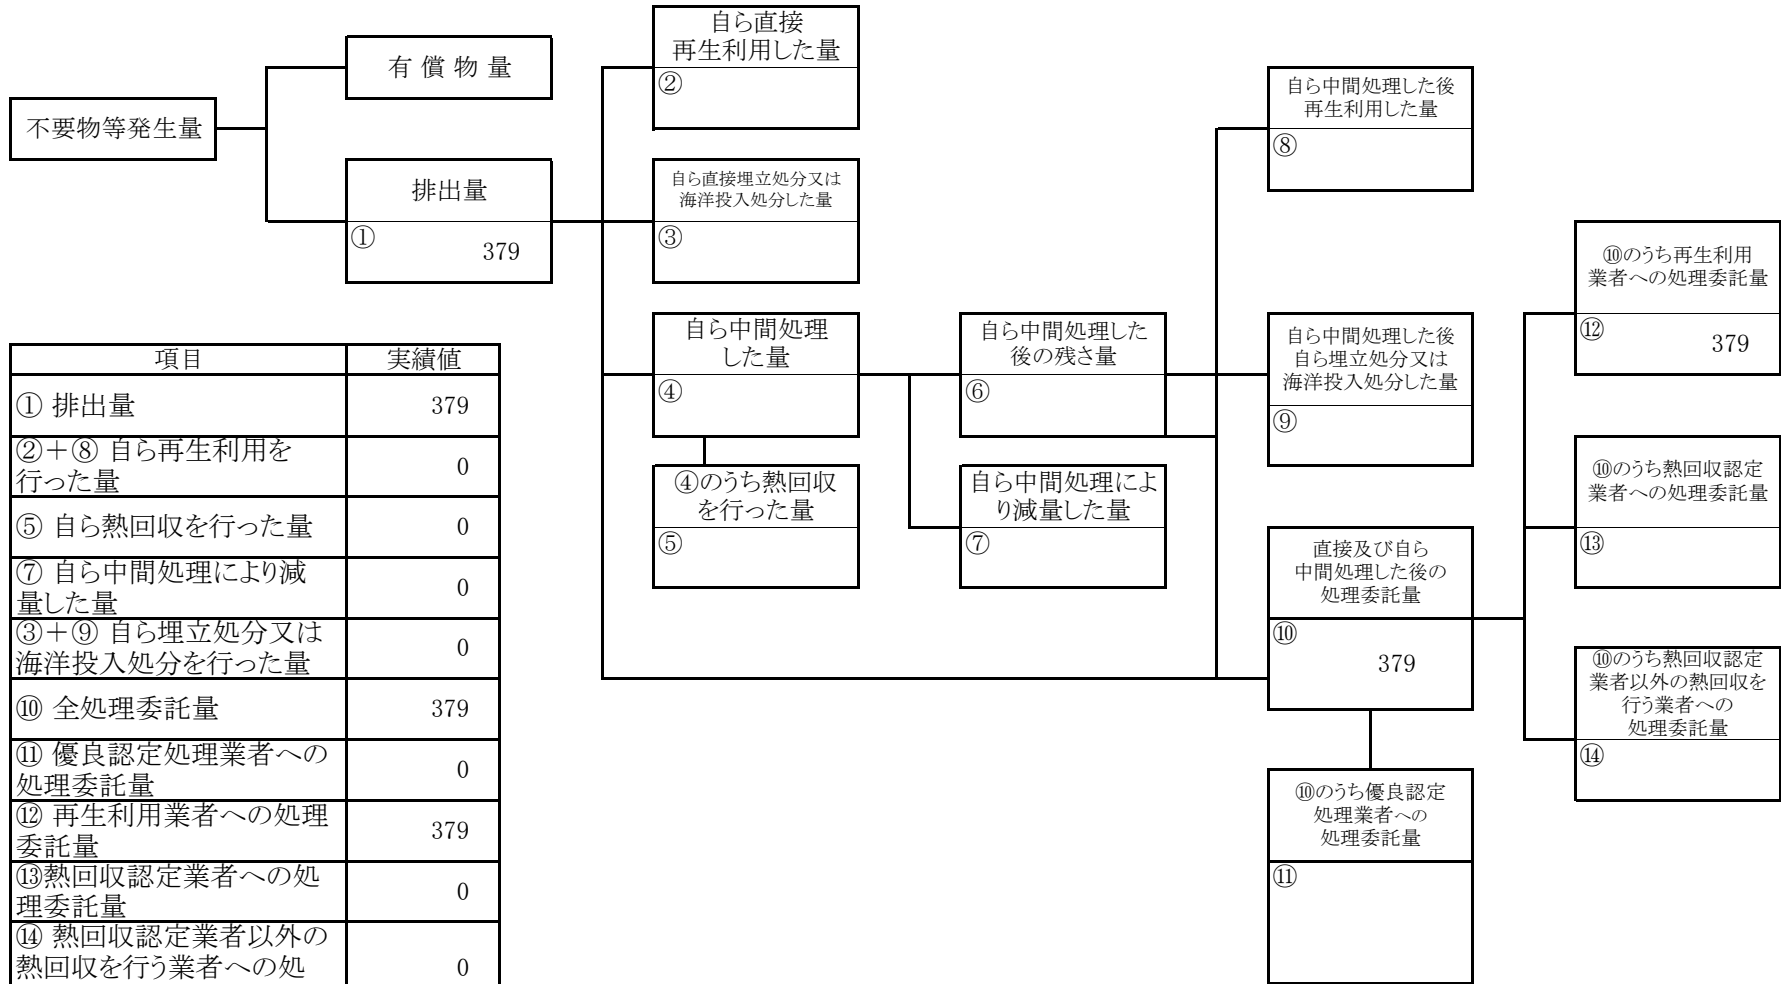 不要物等発生量
有償物量
排出量
①
379
自ら直接
再生利用した量
②
自ら直接埋立処分又は
海洋投入処分した量
③
自ら中間処理
した量
④
④のうち熱回収
を行った量
⑤
自ら中間処理した
後の残さ量
⑥
自ら中間処理によ
り減量した量
⑦
自ら中間処理した後
再生利用した量
⑧
自ら中間処理した後
自ら埋立処分又は
海洋投入処分した量
⑨
直接及び自ら
中間処理した後の
処理委託量
⑩
379
⑩のうち優良認定
処理業者への
処理委託量
⑪
⑩のうち再生利用
業者への処理委託量
⑫
379
⑩のうち熱回収認定
業者への処理委託量
⑬
⑩のうち熱回収認定
業者以外の熱回収を
行う業者への
処理委託量
⑭
項目 実績値
① 排出量 379
②＋⑧ 自ら再生利用を
行った量 0
⑤ 自ら熱回収を行った量 0
⑦ 自ら中間処理により減
量した量 0
③＋⑨ 自ら埋立処分又は
海洋投入処分を行った量 0
⑩ 全処理委託量 379
⑪ 優良認定処理業者への
処理委託量 0
⑫ 再生利用業者への処理
委託量 379
⑬熱回収認定業者への処
理委託量 0
⑭ 熱回収認定業者以外の
熱回収を行う業者への処 0